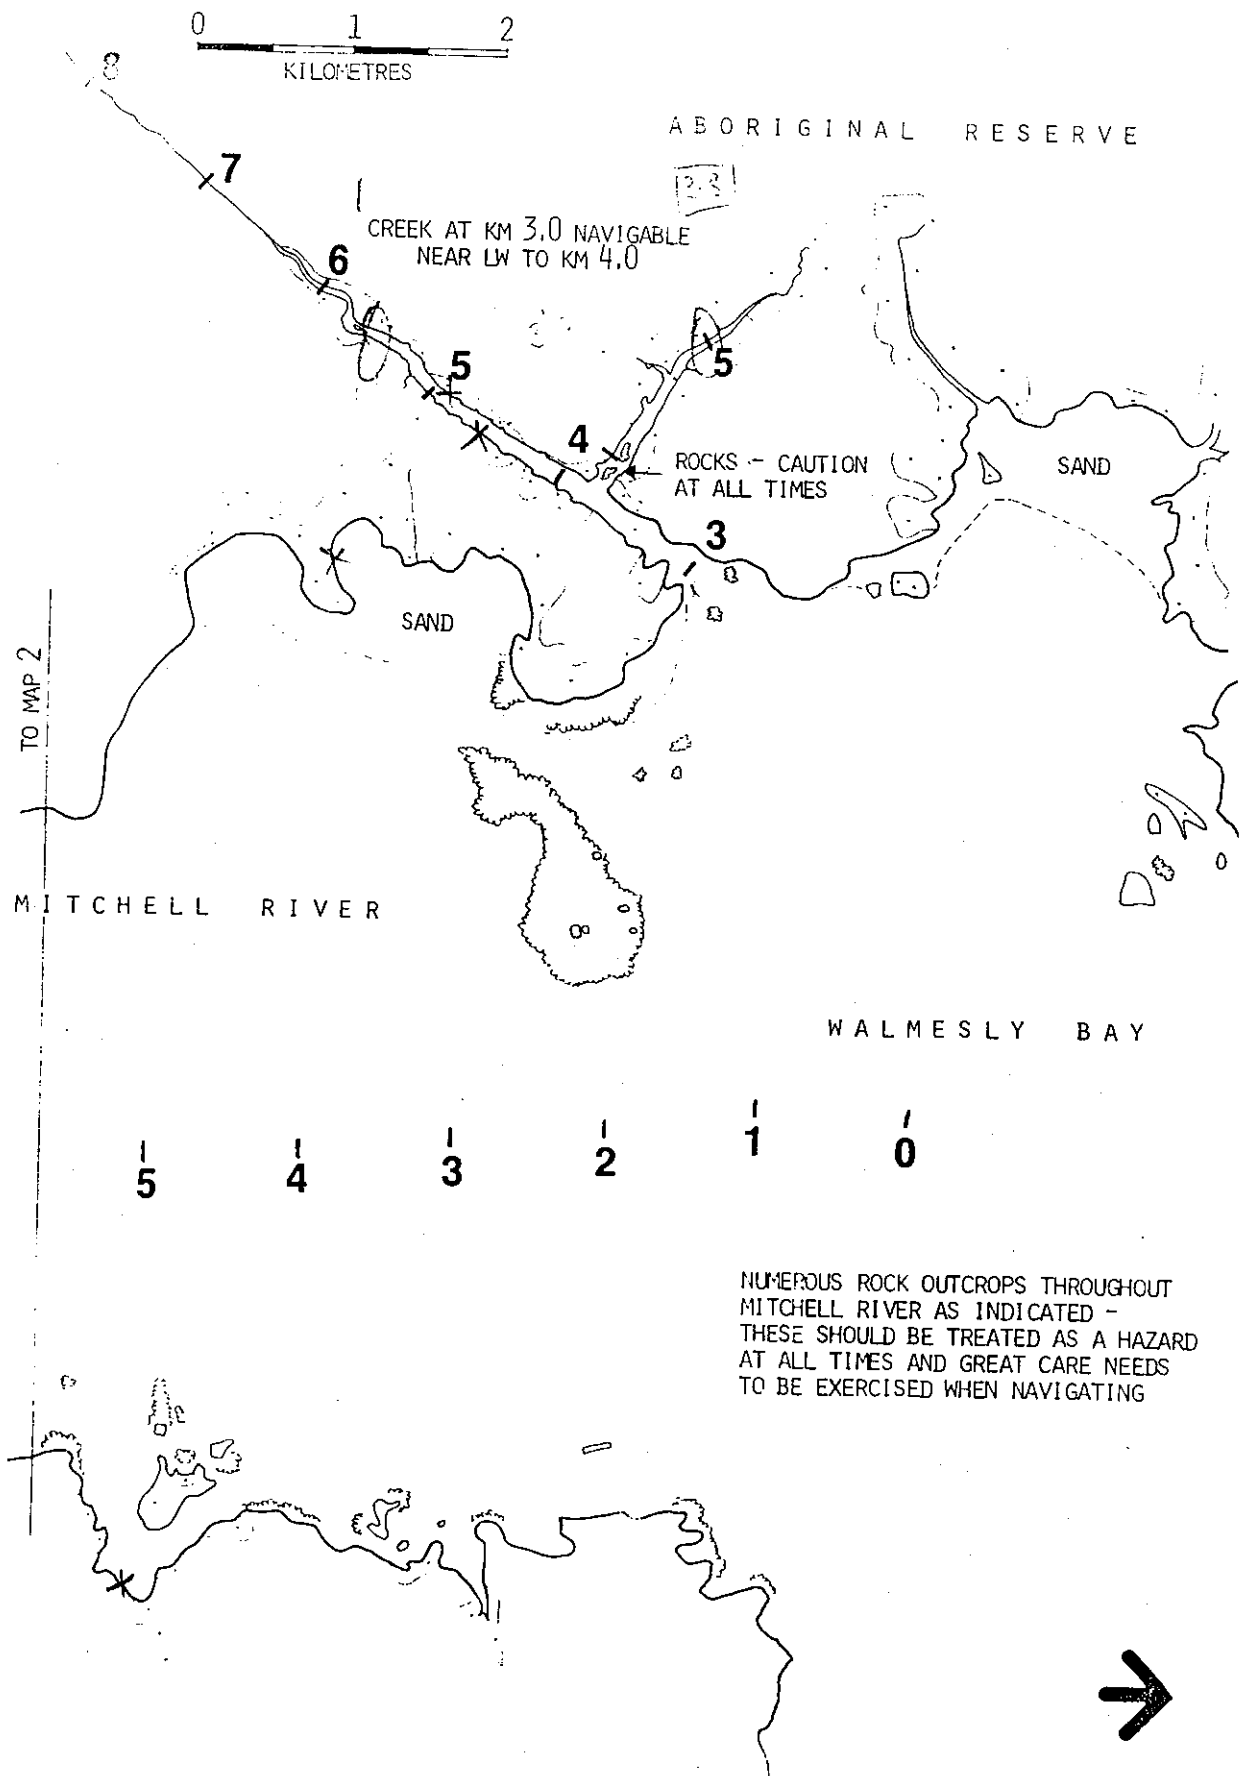 0 1 2
KILOMETRES
8
ABORIGINAL RESERVE
7
CREEK AT KM 3.0 NAVIGABLE
NEAR LW TO KM 4.0
6
5
5
4
ROCKS - CAUTION
AT ALL TIMES
SAND
3
SAND
TO MAP 2
MITCHELL RIVER
WALMESLY BAY
5 4 3 2 1 0
NUMEROUS ROCK OUTCROPS THROUGHOUT
MITCHELL RIVER AS INDICATED -
THESE SHOULD BE TREATED AS A HAZARD
AT ALL TIMES AND GREAT CARE NEEDS
TO BE EXERCISED WHEN NAVIGATING